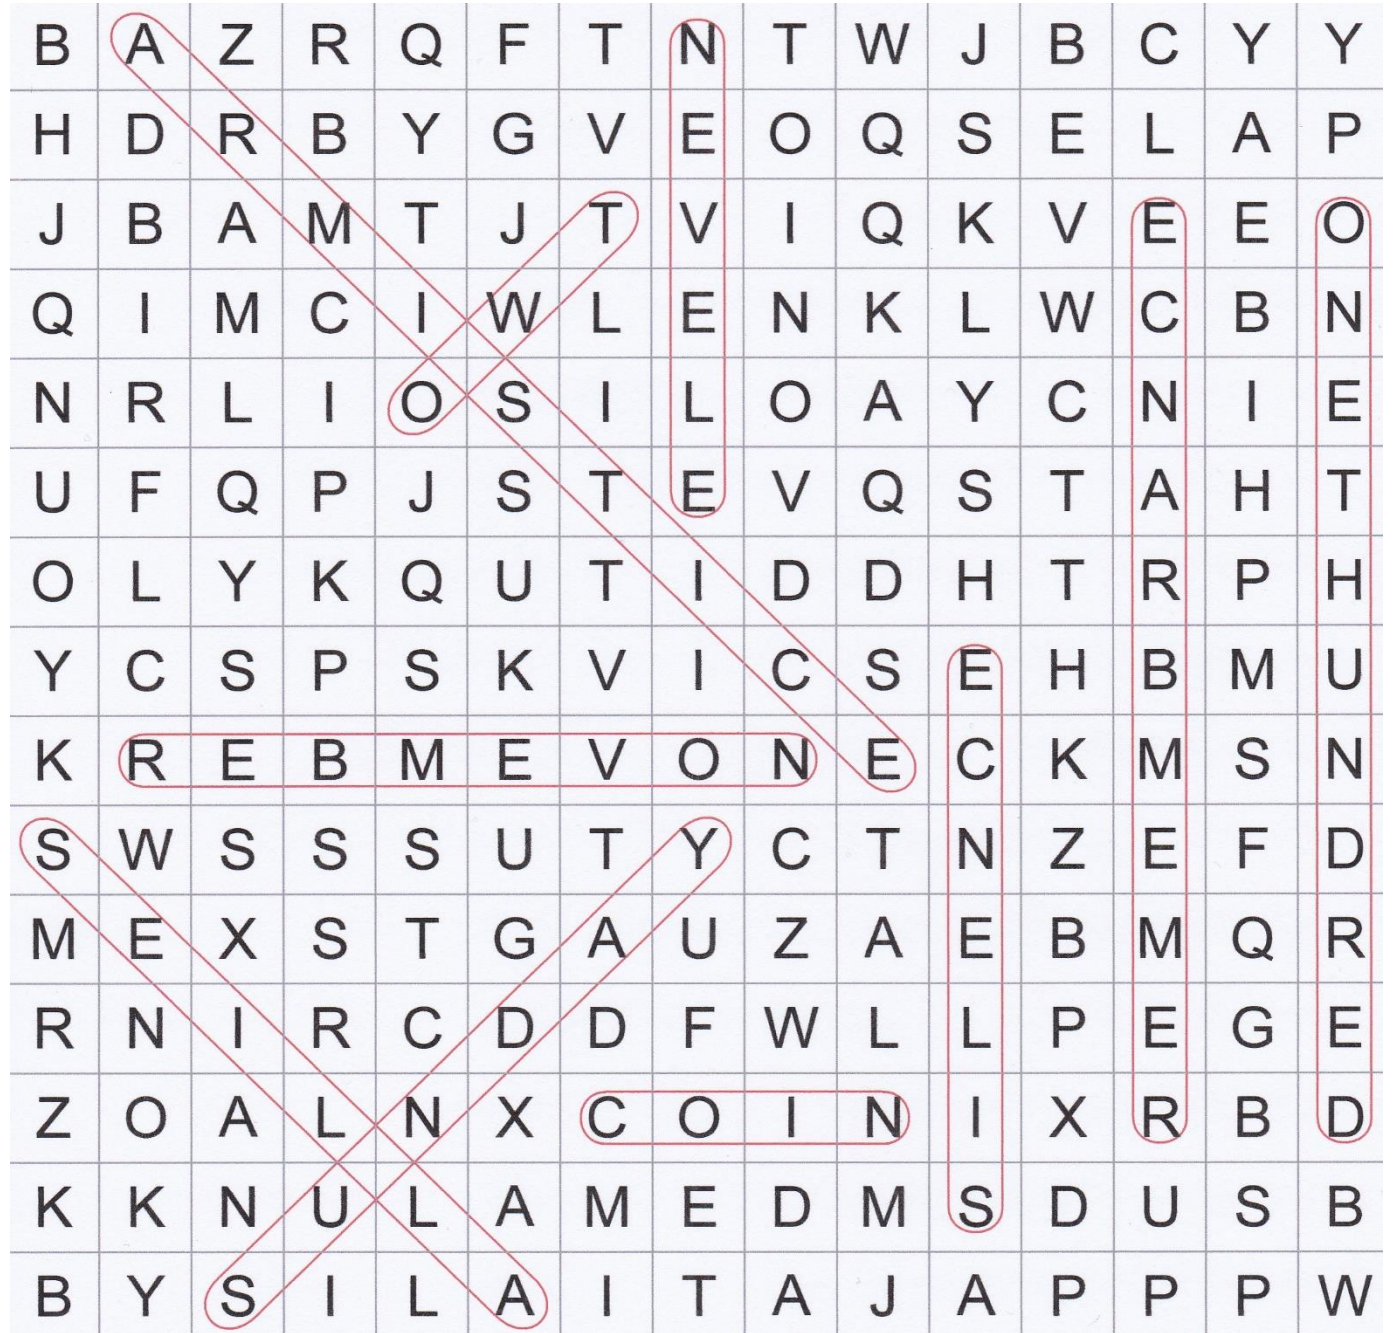 B A Z R Q F T N T W J B C Y Y
H D R B Y G V E O Q S E L A P
J B A M T J T V I Q K V E E O
Q I M C I W L E N K L W C B N
N R L I O S I L O A Y C N I E
U F Q P J S T E V Q S T A H T
O L Y K Q U T I D D H T R P H
Y C S P S K V I C S E H B M U
K R E B M E V O N E C K M S N
S W S S S U T Y C T N Z E F D
M E X S T G A U Z A E B M Q R
R N I R C D D F W L L P E G E
Z O A L N X C O I N I X R B D
K K N U L A M E D M S D U S B
B Y S I L A I T A J A P P P W